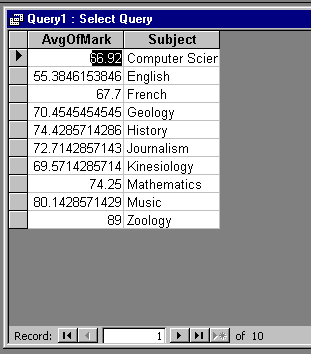 Query1 : Select Query
AvgOfMark Subject
66.92 Computer Scien
55.3846153846 English
67.7 French
70.4545454545 Geology
74.4285714286 History
72.7142857143 Journalism
69.5714285714 Kinesiology
74.25 Mathematics
80.1428571429 Music
89 Zoology
Record: 1 of 10